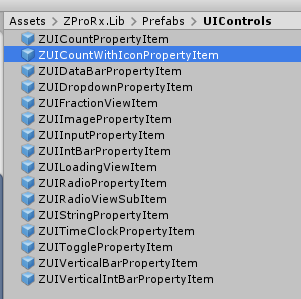 Assets > ZProRx.Lib > Prefabs > UIControls
ZUICountPropertyItem
ZUICountWithIconPropertyItem
ZUIDataBarPropertyItem
ZUIDropdownPropertyItem
ZUIFractionViewItem
ZUIImagePropertyItem
ZUIInputPropertyItem
ZUIIntBarPropertyItem
ZUILoadingViewItem
ZUIRadioPropertyItem
ZUIRadioViewSubItem
ZUIStringPropertyItem
ZUITimeClockPropertyItem
ZUITogglePropertyItem
ZUIVerticalBarPropertyItem
ZUIVerticalIntBarPropertyItem